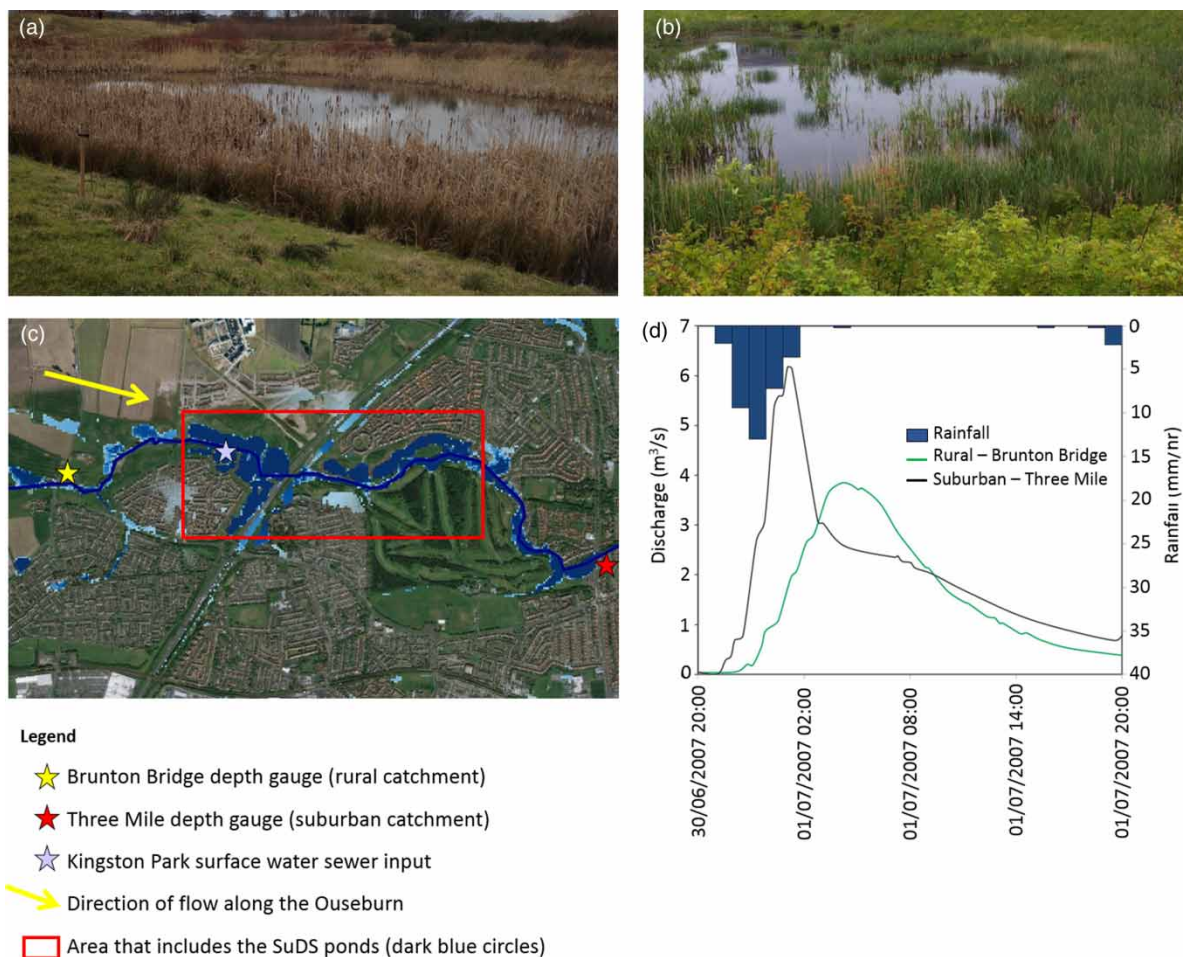 (a)
(b)
(c)
(d)
7
6
5
4
3
2
1
0
Discharge (m³/s)
0
5
10
15
20
25
30
35
40
Rainfall (mm/hr)
Rainfall
Rural – Brunton Bridge
Suburban – Three Mile
30/06/2007 20:00
01/07/2007 02:00
01/07/2007 08:00
01/07/2007 14:00
01/07/2007 20:00
Legend
Brunton Bridge depth gauge (rural catchment)
Three Mile depth gauge (suburban catchment)
Kingston Park surface water sewer input
Direction of flow along the Ouseburn
Area that includes the SuDS ponds (dark blue circles)